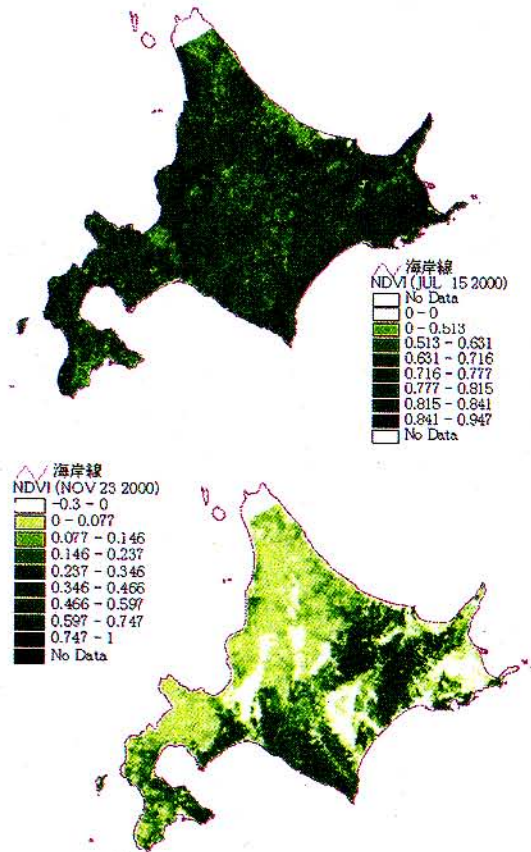 海岸線
NDVI (JUL 15 2000)
No Data
0 - 0
0 - 0.513
0.513 - 0.631
0.631 - 0.716
0.716 - 0.777
0.777 - 0.815
0.815 - 0.841
0.841 - 0.947
No Data
海岸線
NDVI (NOV 23 2000)
-0.3 - 0
0 - 0.077
0.077 - 0.146
0.146 - 0.237
0.237 - 0.346
0.346 - 0.466
0.466 - 0.597
0.597 - 0.747
0.747 - 1
No Data